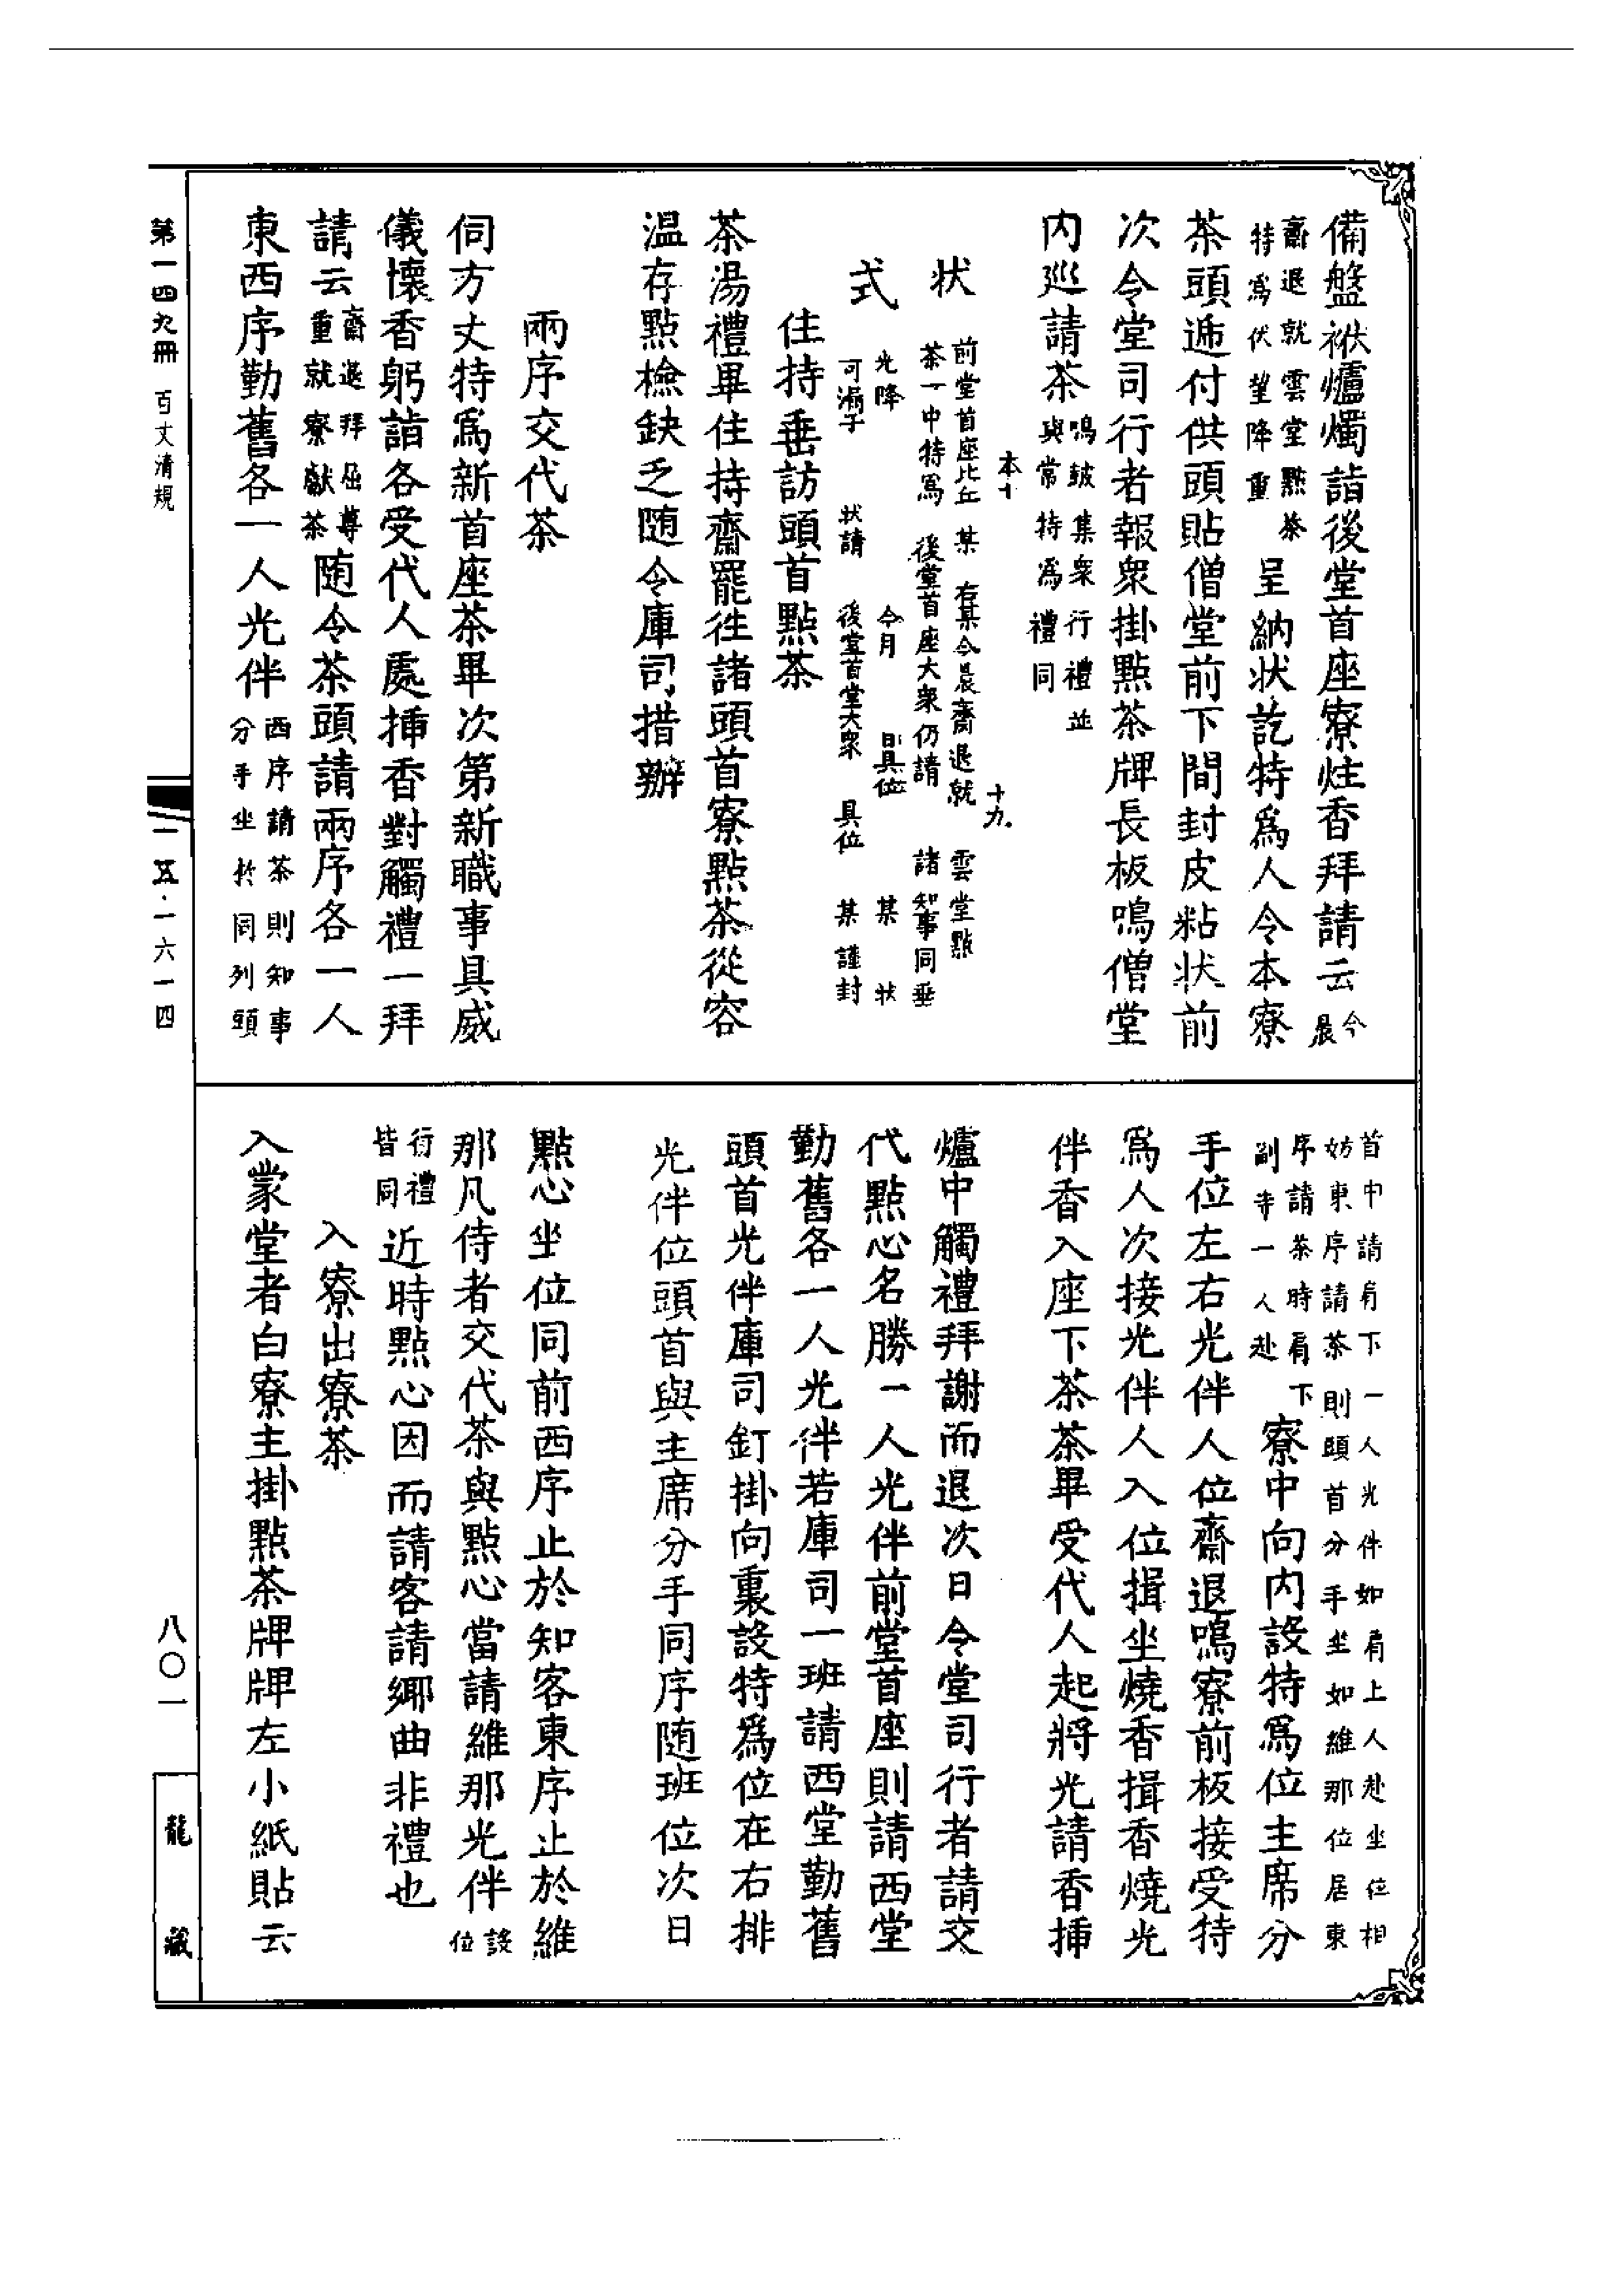 備盤袱爐燭詣後堂首座寮炷香拜請云今晨
齋退就雲堂點茶特爲伏望降重呈納状訖特爲人令本寮
茶頭逓付供頭貼僧堂前下間封皮粘状前
次令堂司行者報衆掛點茶牌長板鳴僧堂
内巡請茶鳴鼓集衆行禮並與常特爲禮同
本十
十九
状
前堂首座比丘某右某今晨齋退就雲堂點
茶一中特爲後堂首座大衆仍請諸知事同垂
式
光降今月日具位某状
可漏子状請後堂首堂大衆具位某謹封
住持垂訪頭首點茶
茶湯禮畢住持齋罷徃諸頭首寮點茶從容
温存點檢缺乏随令庫司措辦
兩序交代茶
伺方丈特爲新首座茶畢次第新職事具威
儀懷香躬詣各受代人處挿香對觸禮一拜
請云齋退拜屈尊重就寮獻茶随令茶頭請兩序各一人
東西序勤舊各一人光伴西序請茶則知事分手坐於同列頭
首中請肩下一人光伴如肩上人赴坐位相
妨東序請茶則頭首分手坐如維那位居東
序請茶時肩下副寺一人赴寮中向内設特爲位主席分
手位左右光伴人位齋退鳴寮前板接受特
爲人次接光伴人入位揖坐燒香揖香燒光
伴香入座下茶茶畢受代人起將光請香挿
爐中觸禮拜謝而退次日令堂司行者請交
代點心名勝一人光伴前堂首座則請西堂
勤舊各一人光伴若庫司一班請西堂勤舊
頭首光伴庫司釘掛向裏設特爲位在右排
光伴位頭首與主席分手同序随班位次日
點心坐位同前西序止於知客東序止於維
那凡侍者交代茶與點心當請維那光伴設位
行禮皆同近時點心因而請客請鄉曲非禮也
入寮出寮茶
入蒙堂者白寮主掛點茶牌牌左小紙貼云
第一四九冊 百丈清規
一五·一六一四
八〇一
龍藏